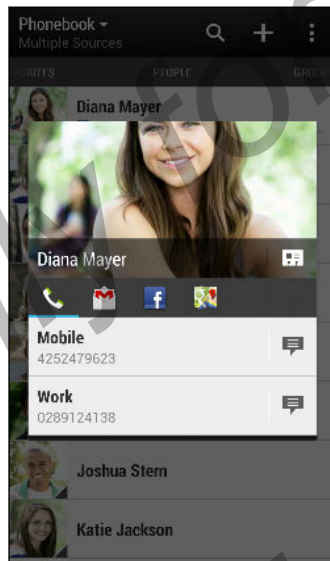 Phonebook
Multiple Sources
PEOPLE
Diana Mayer
Diana Mayer
Mobile
4252479623
Work
0289124138
Joshua Stern
Katie Jackson